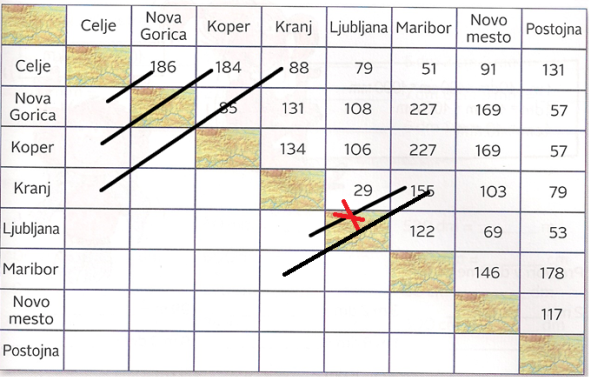 Celje Nova Gorica Koper Kranj Ljubljana Maribor Novo mesto Postojna
Celje 186 184 88 79 51 91 131
Nova Gorica 85 131 108 227 169 57
Koper 134 106 227 169 57
Kranj 29 155 103 79
Ljubljana 122 69 53
Maribor 146 178
Novo mesto 117
Postojna